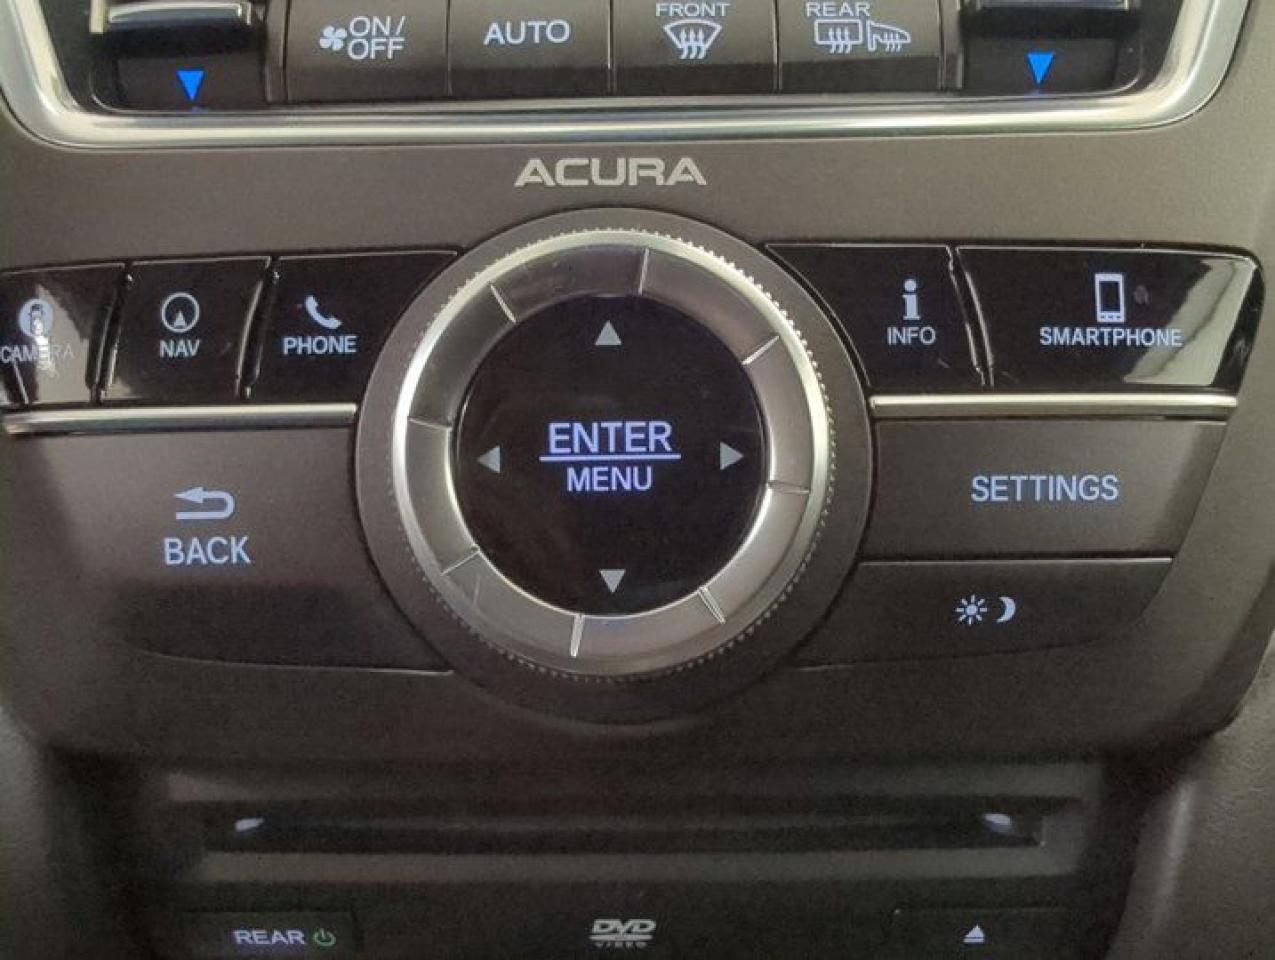 ON/
OFF
AUTO
FRONT
REAR
ACURA
CAMERA
NAV
PHONE
INFO
SMARTPHONE
ENTER
MENU
BACK
SETTINGS
REAR
DVD
VIDEO